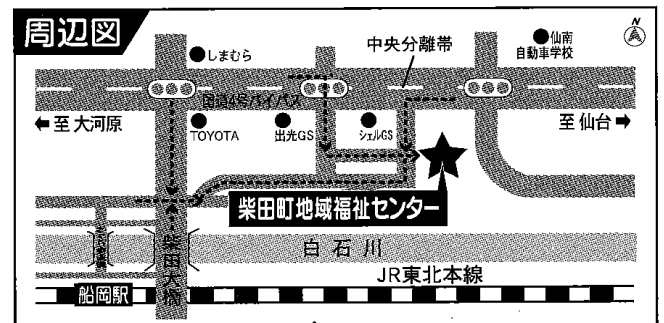 周辺図
しまむら
中央分離帯
仙南
自動車学校
N
国道4号バイパス
← 至 大河原
TOYOTA
出光GS
シェルGS
至 仙台 ➡
柴田町地域福祉センター
柴田大橋
白石川
JR東北本線
船岡駅